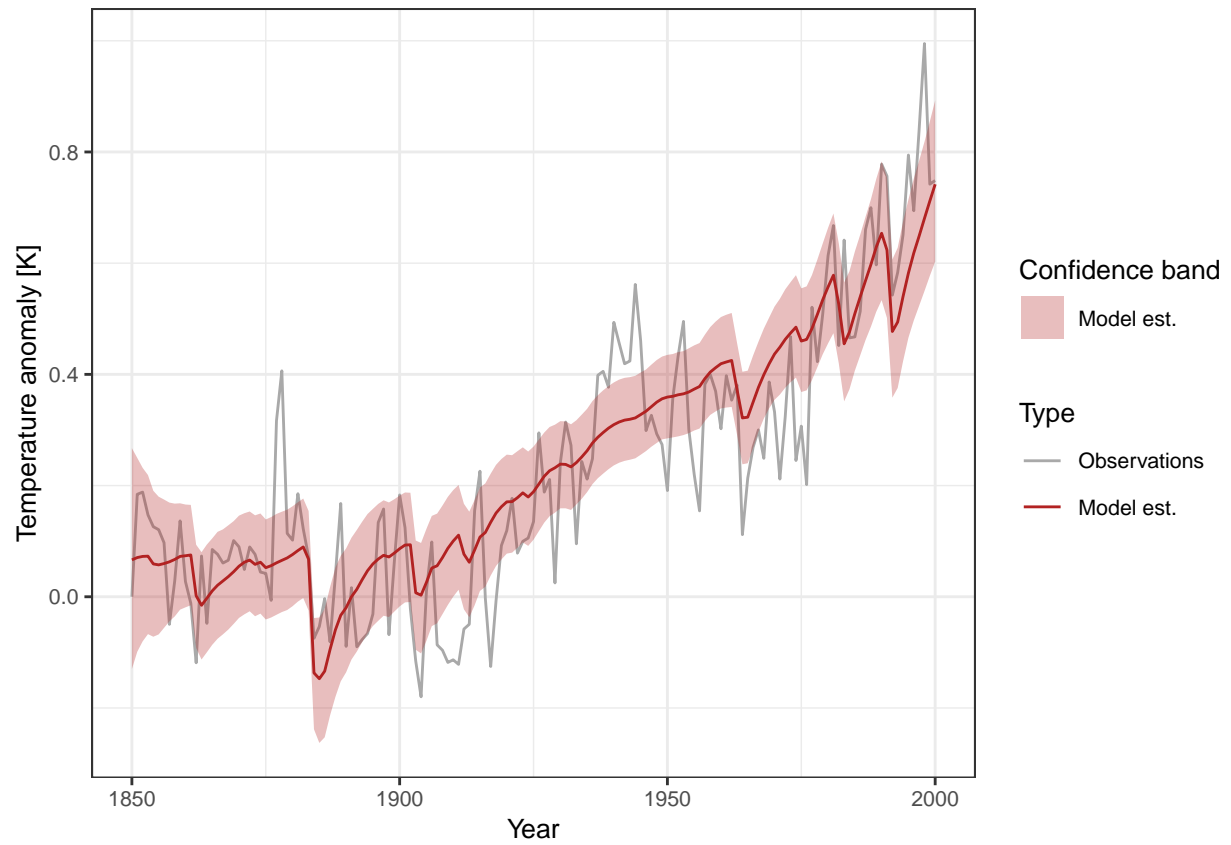 Temperature anomaly [K]
0.8
0.4
0.0
1850
1900
1950
2000
Year
Confidence band
Model est.
Type
Observations
Model est.